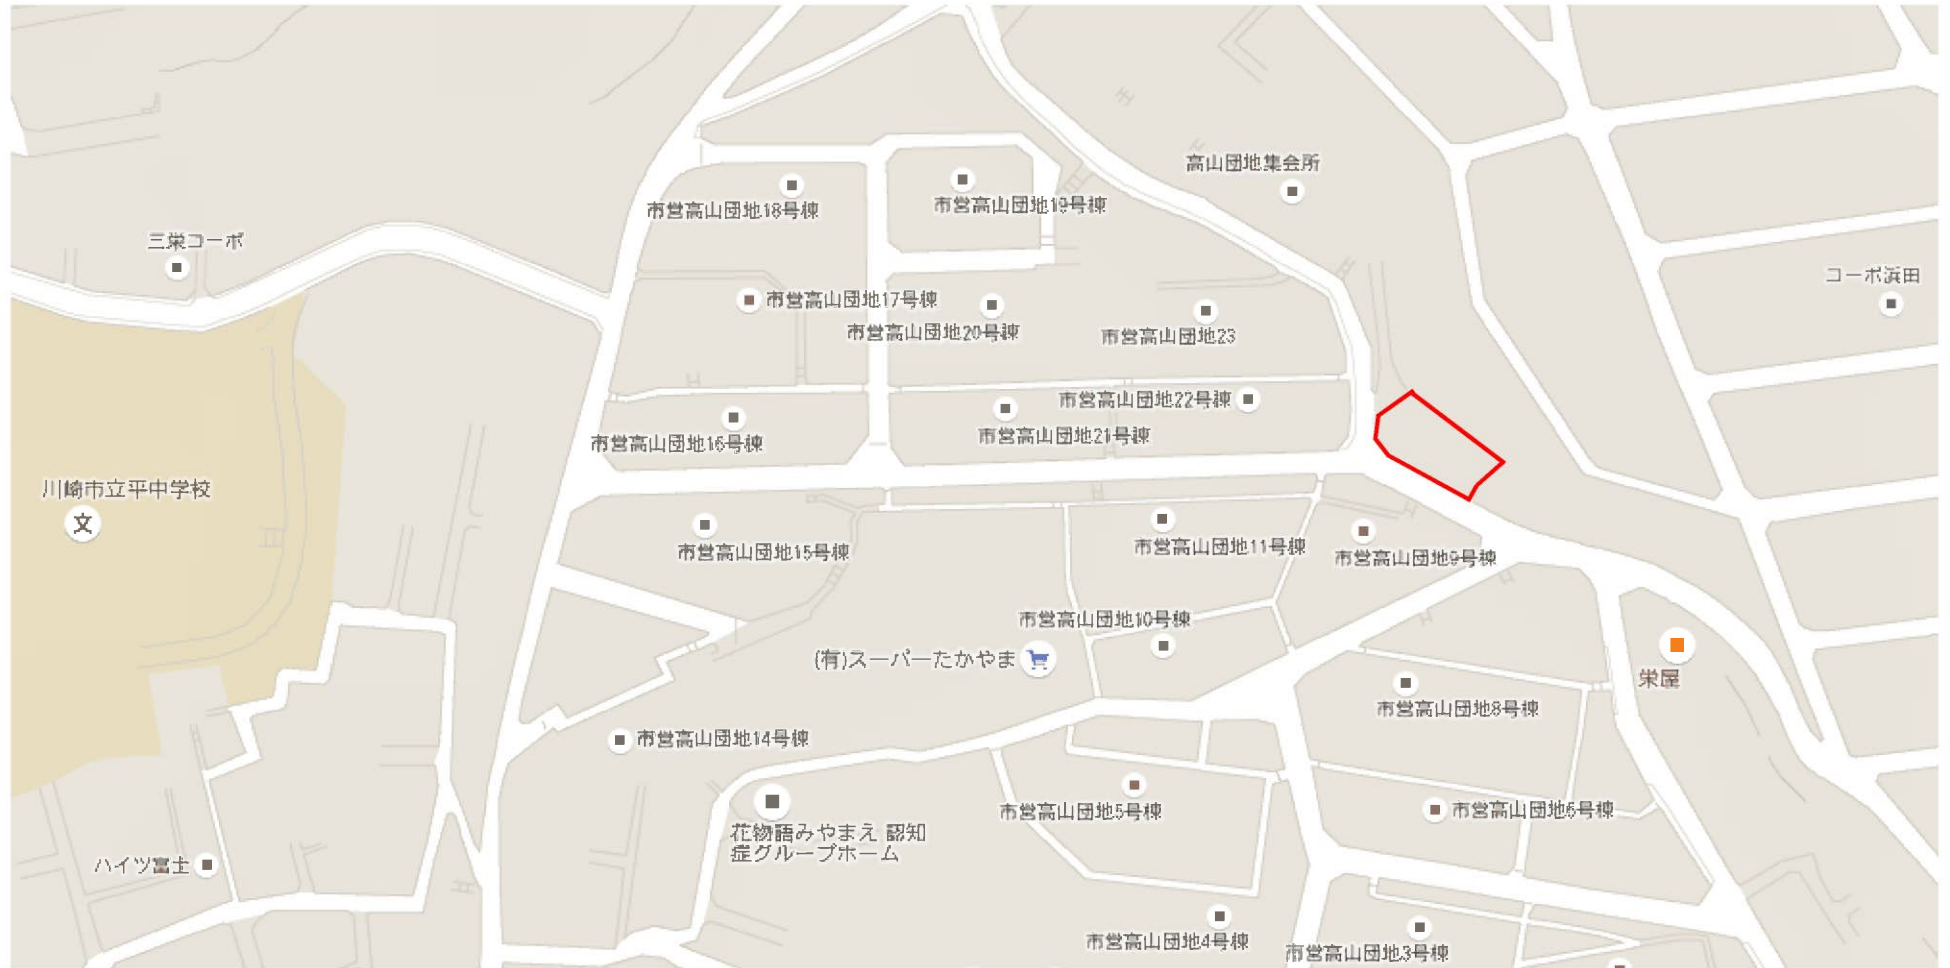 高山団地集会所
市営高山団地18号棟
市営高山団地19号棟
三栄コーポ
コーポ浜田
市営高山団地17号棟
市営高山団地20号棟
市営高山団地23
市営高山団地22号棟
市営高山団地16号棟
市営高山団地21号棟
川崎市立平中学校
文
市営高山団地15号棟
市営高山団地11号棟
市営高山団地9号棟
市営高山団地10号棟
(有)スーパーたかやま
栄屋
市営高山団地8号棟
市営高山団地14号棟
市営高山団地5号棟
市営高山団地6号棟
花物語みやまえ 認知
症グループホーム
ハイツ富士
市営高山団地4号棟
市営高山団地3号棟